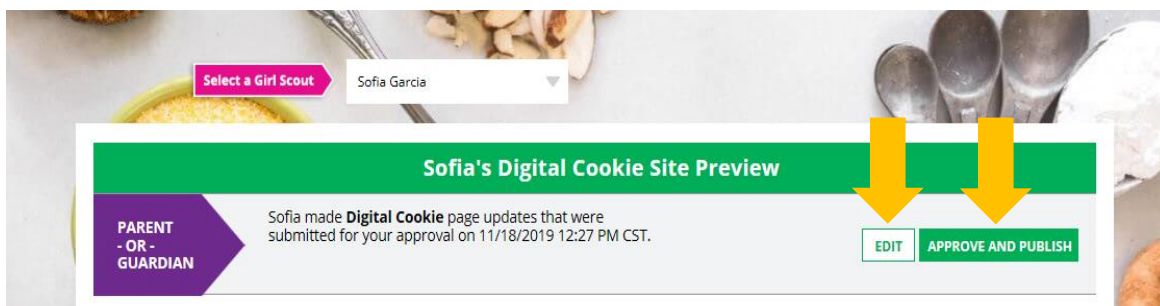 Select a Girl Scout
Sofia Garcia
Sofia's Digital Cookie Site Preview
PARENT
- OR -
GUARDIAN
Sofia made Digital Cookie page updates that were
submitted for your approval on 11/18/2019 12:27 PM CST.
EDIT
APPROVE AND PUBLISH